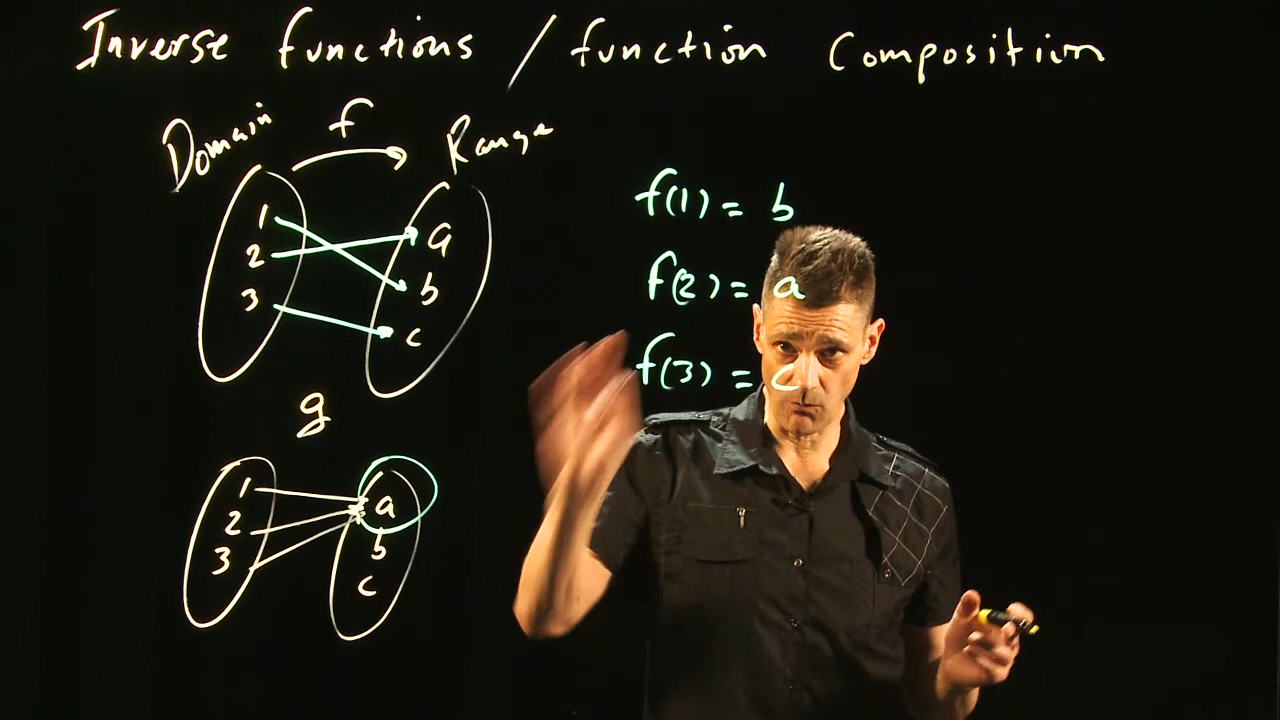 Inverse functions / function Composition
Domain f Range
1 a
2 b
3 c
f(1) = b
f(2) = a
f(3) = c
g
1 a
2 b
3 c